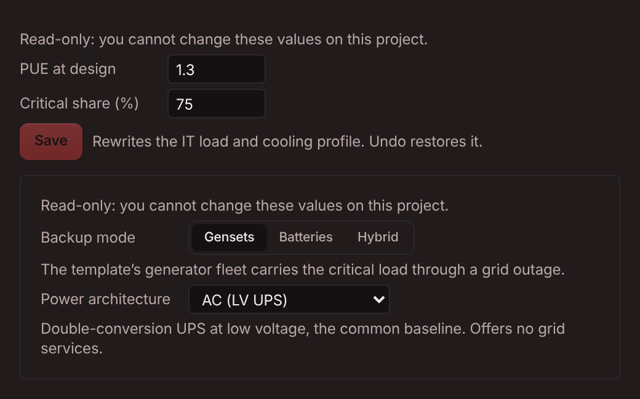 Read-only: you cannot change these values on this project.
PUE at design 1.3
Critical share (%) 75
Save Rewrites the IT load and cooling profile. Undo restores it.
Read-only: you cannot change these values on this project.
Backup mode Gensets Batteries Hybrid
The template’s generator fleet carries the critical load through a grid outage.
Power architecture AC (LV UPS)
Double-conversion UPS at low voltage, the common baseline. Offers no grid
services.